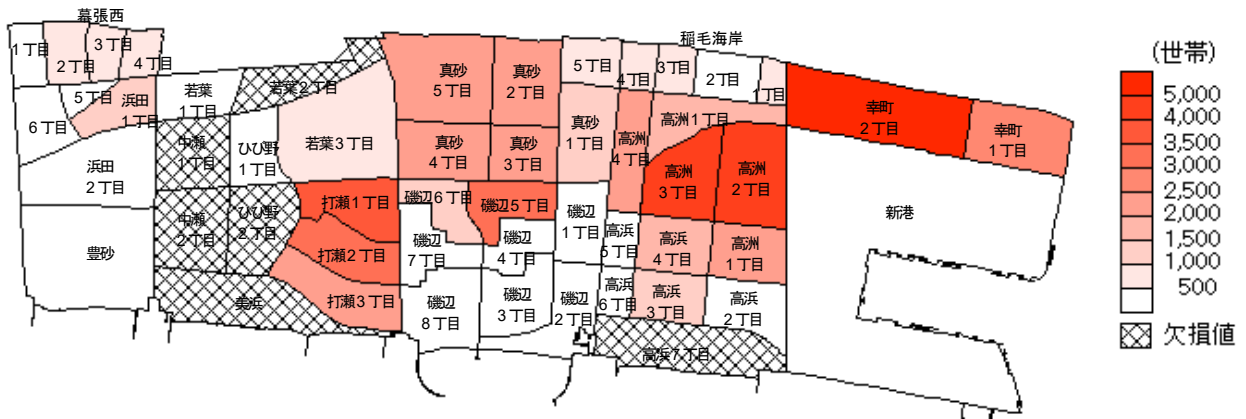 幕張西
1丁目
2丁目
3丁目
4丁目
5丁目
6丁目
浜田
1丁目
浜田
2丁目
豊砂
若葉
1丁目
若葉2丁目
若葉3丁目
中瀬
1丁目
ひび野
1丁目
中瀬
2丁目
ひび野
2丁目
美浜
打瀬1丁目
打瀬2丁目
打瀬3丁目
真砂
5丁目
真砂
2丁目
真砂
4丁目
真砂
3丁目
真砂
1丁目
磯辺6丁目
磯辺5丁目
磯辺
7丁目
磯辺
4丁目
磯辺
8丁目
磯辺
3丁目
磯辺
1丁目
磯辺
2丁目
稲毛海岸
5丁目
4丁目
3丁目
2丁目
1丁目
高洲1丁目
高洲
4丁目
高洲
3丁目
高洲
2丁目
高浜
5丁目
高浜
4丁目
高洲
1丁目
高浜
6丁目
高浜
3丁目
高浜
2丁目
高浜7丁目
幸町
2丁目
幸町
1丁目
新港
(世帯)
5,000
4,000
3,500
3,000
2,500
2,000
1,500
1,000
500
欠損値